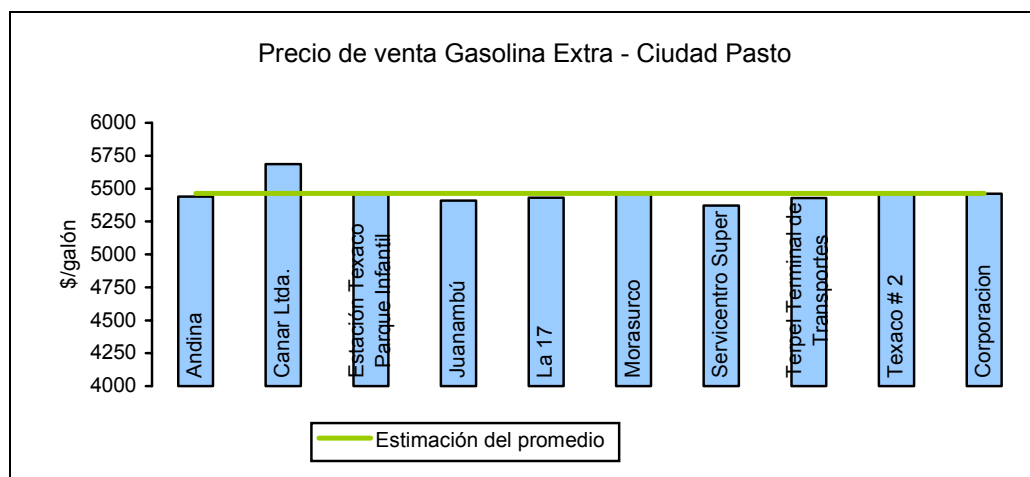 Precio de venta Gasolina Extra - Ciudad Pasto
$/galón
6000
5750
5500
5250
5000
4750
4500
4250
4000
Andina
Canar Ltda.
Estación Texaco
Parque Infantil
Juanambú
La 17
Morasurco
Servicentro Super
Terpel Terminal de
Transportes
Texaco # 2
Corporacion
Estimación del promedio